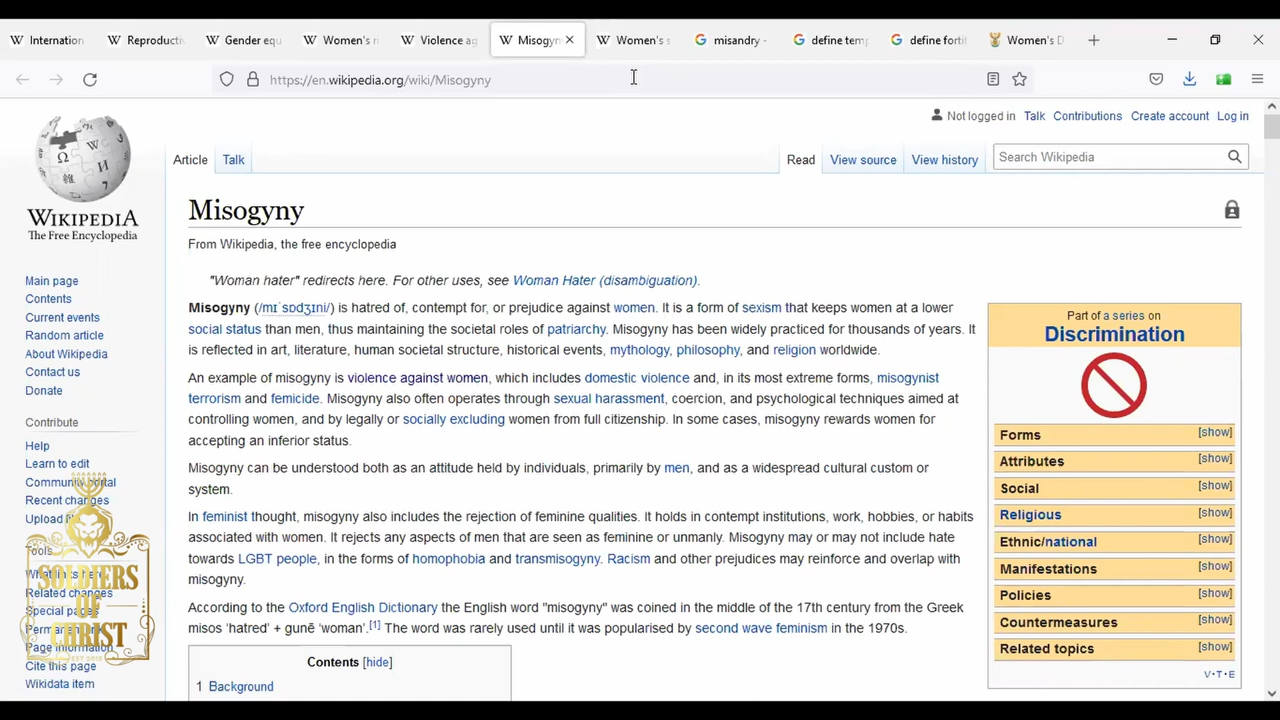 Internation
Reproductiv
Gender equ
Women's ri
Violence ag
Misogyny
Women's s
misandry -
define temp
define forti
Women's D
https://en.wikipedia.org/wiki/Misogyny
Not logged in Talk Contributions Create account Log in
Article Talk
Read View source View history
Search Wikipedia
WIKIPEDIA
The Free Encyclopedia
Main page
Contents
Current events
Random article
About Wikipedia
Contact us
Donate
Contribute
Help
Learn to edit
Community portal
Recent changes
Upload
Tools
What links here
Related changes
Special pages
Permanent
Page information
Cite this page
Wikidata item
SOLDIERS
OF
CHRIST
Misogyny
From Wikipedia, the free encyclopedia
"Woman hater" redirects here. For other uses, see Woman Hater (disambiguation).
Misogyny (/mɪˈsɒdʒɪni/) is hatred of, contempt for, or prejudice against women. It is a form of sexism that keeps women at a lower
social status than men, thus maintaining the societal roles of patriarchy. Misogyny has been widely practiced for thousands of years. It
is reflected in art, literature, human societal structure, historical events, mythology, philosophy, and religion worldwide.
An example of misogyny is violence against women, which includes domestic violence and, in its most extreme forms, misogynist
terrorism and femicide. Misogyny also often operates through sexual harassment, coercion, and psychological techniques aimed at
controlling women, and by legally or socially excluding women from full citizenship. In some cases, misogyny rewards women for
accepting an inferior status.
Misogyny can be understood both as an attitude held by individuals, primarily by men, and as a widespread cultural custom or
system.
In feminist thought, misogyny also includes the rejection of feminine qualities. It holds in contempt institutions, work, hobbies, or habits
associated with women. It rejects any aspects of men that are seen as feminine or unmanly. Misogyny may or may not include hate
towards LGBT people, in the forms of homophobia and transmisogyny. Racism and other prejudices may reinforce and overlap with
misogyny.
According to the Oxford English Dictionary the English word "misogyny" was coined in the middle of the 17th century from the Greek
misos 'hatred' + gunē 'woman'.[1] The word was rarely used until it was popularised by second wave feminism in the 1970s.
Contents [hide]
1 Background
Part of a series on
Discrimination
Forms [show]
Attributes [show]
Social [show]
Religious [show]
Ethnic/national [show]
Manifestations [show]
Policies [show]
Countermeasures [show]
Related topics [show]
V·T·E